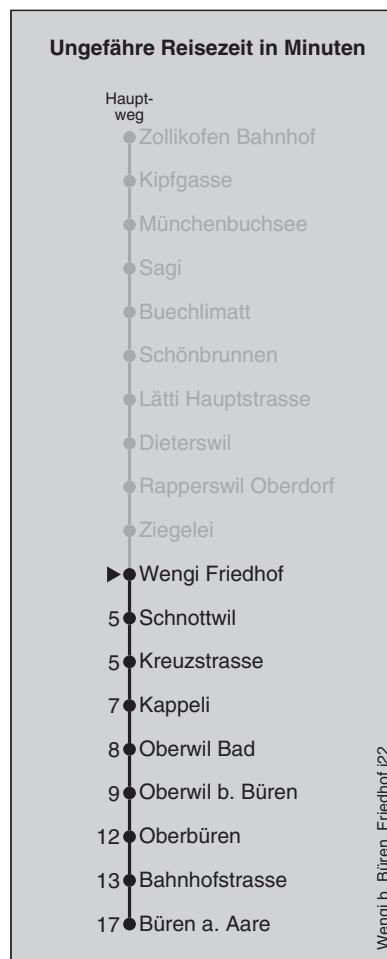 Ungefähre Reisezeit in Minuten
Haupt-
weg
Zollikofen Bahnhof
Kipfgasse
Münchenbuchsee
Sagi
Buechlimatt
Schönbrunnen
Lätti Hauptstrasse
Dieterswil
Rapperswil Oberdorf
Ziegelei
Wengi Friedhof
5 Schnottwil
5 Kreuzstrasse
7 Kappeli
8 Oberwil Bad
9 Oberwil b. Büren
12 Oberbüren
13 Bahnhofstrasse
17 Büren a. Aare
Wengi b. Büren, Friedhof j22